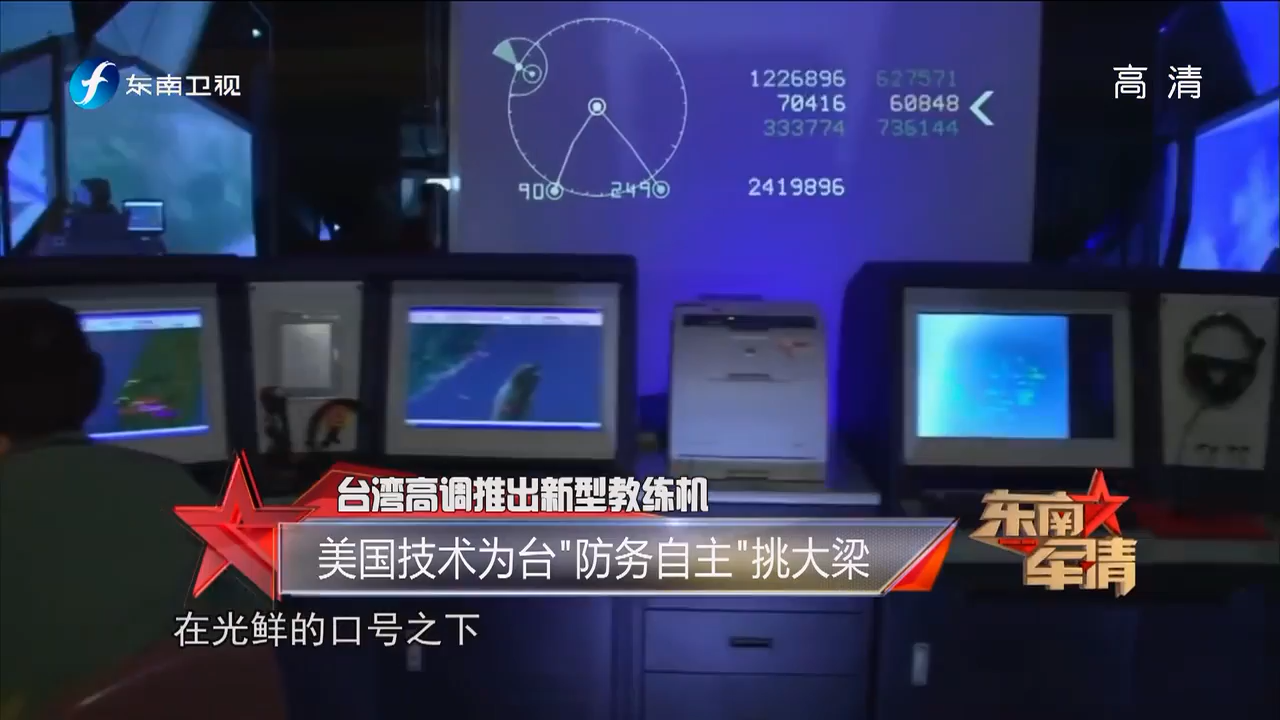 东南卫视
高清
1226896 627571
70416 60848
333774 736144
2419896
90 249
台湾高调推出新型教练机
美国技术为台"防务自主"挑大梁
东南军情
在光鲜的口号之下